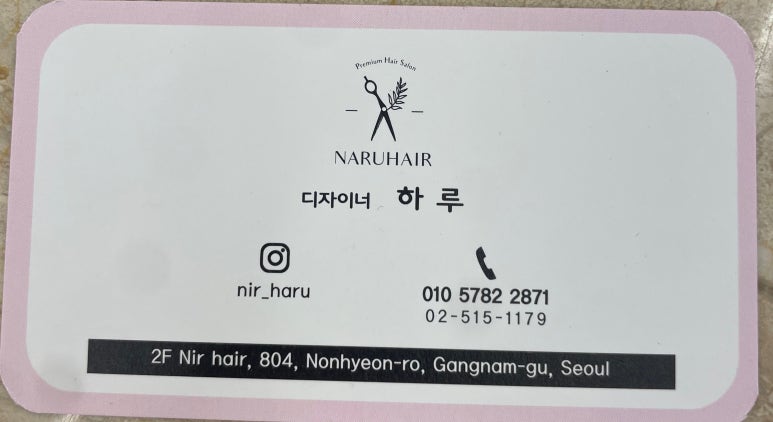 Premium Hair Salon
NARUHAIR
디자이너 하루
nir_haru
010 5782 2871
02-515-1179
2F Nir hair, 804, Nonhyeon-ro, Gangnam-gu, Seoul